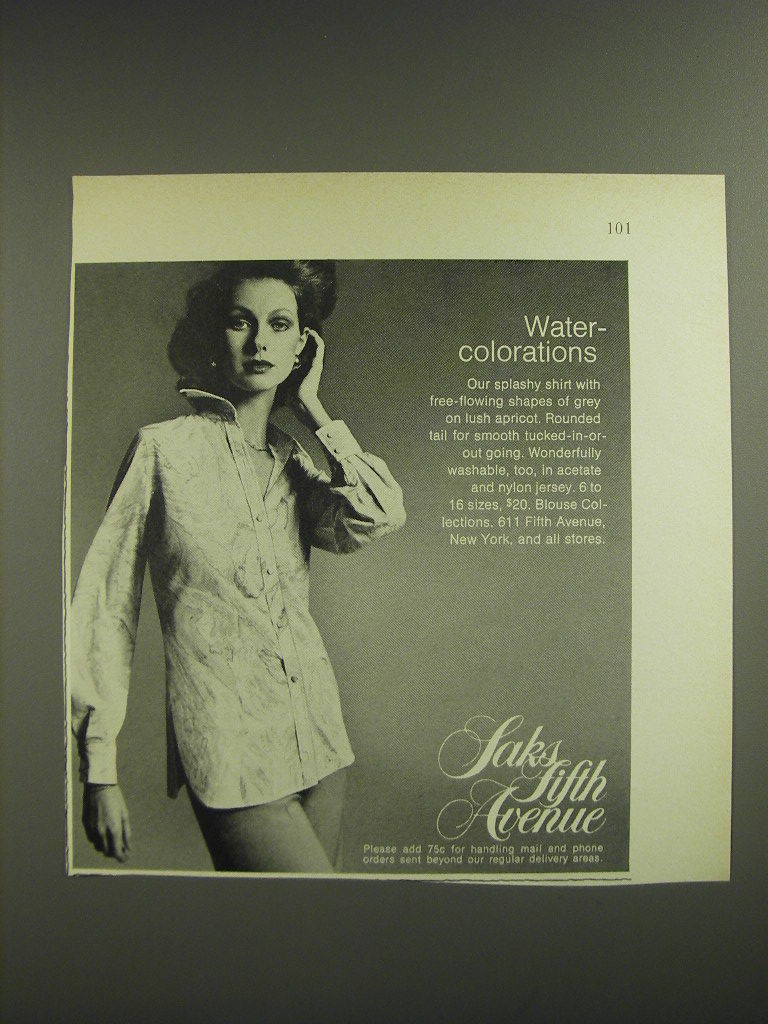 101
Water-
colorations
Our splashy shirt with
free-flowing shapes of grey
on lush apricot. Rounded
tail for smooth tucked-in-or-
out going. Wonderfully
washable, too, in acetate
and nylon jersey. 6 to
16 sizes, $20. Blouse Col-
lections, 611 Fifth Avenue,
New York, and all stores.
Saks
Fifth
Avenue
Please add 75c for handling mail and phone
orders sent beyond our regular delivery areas.